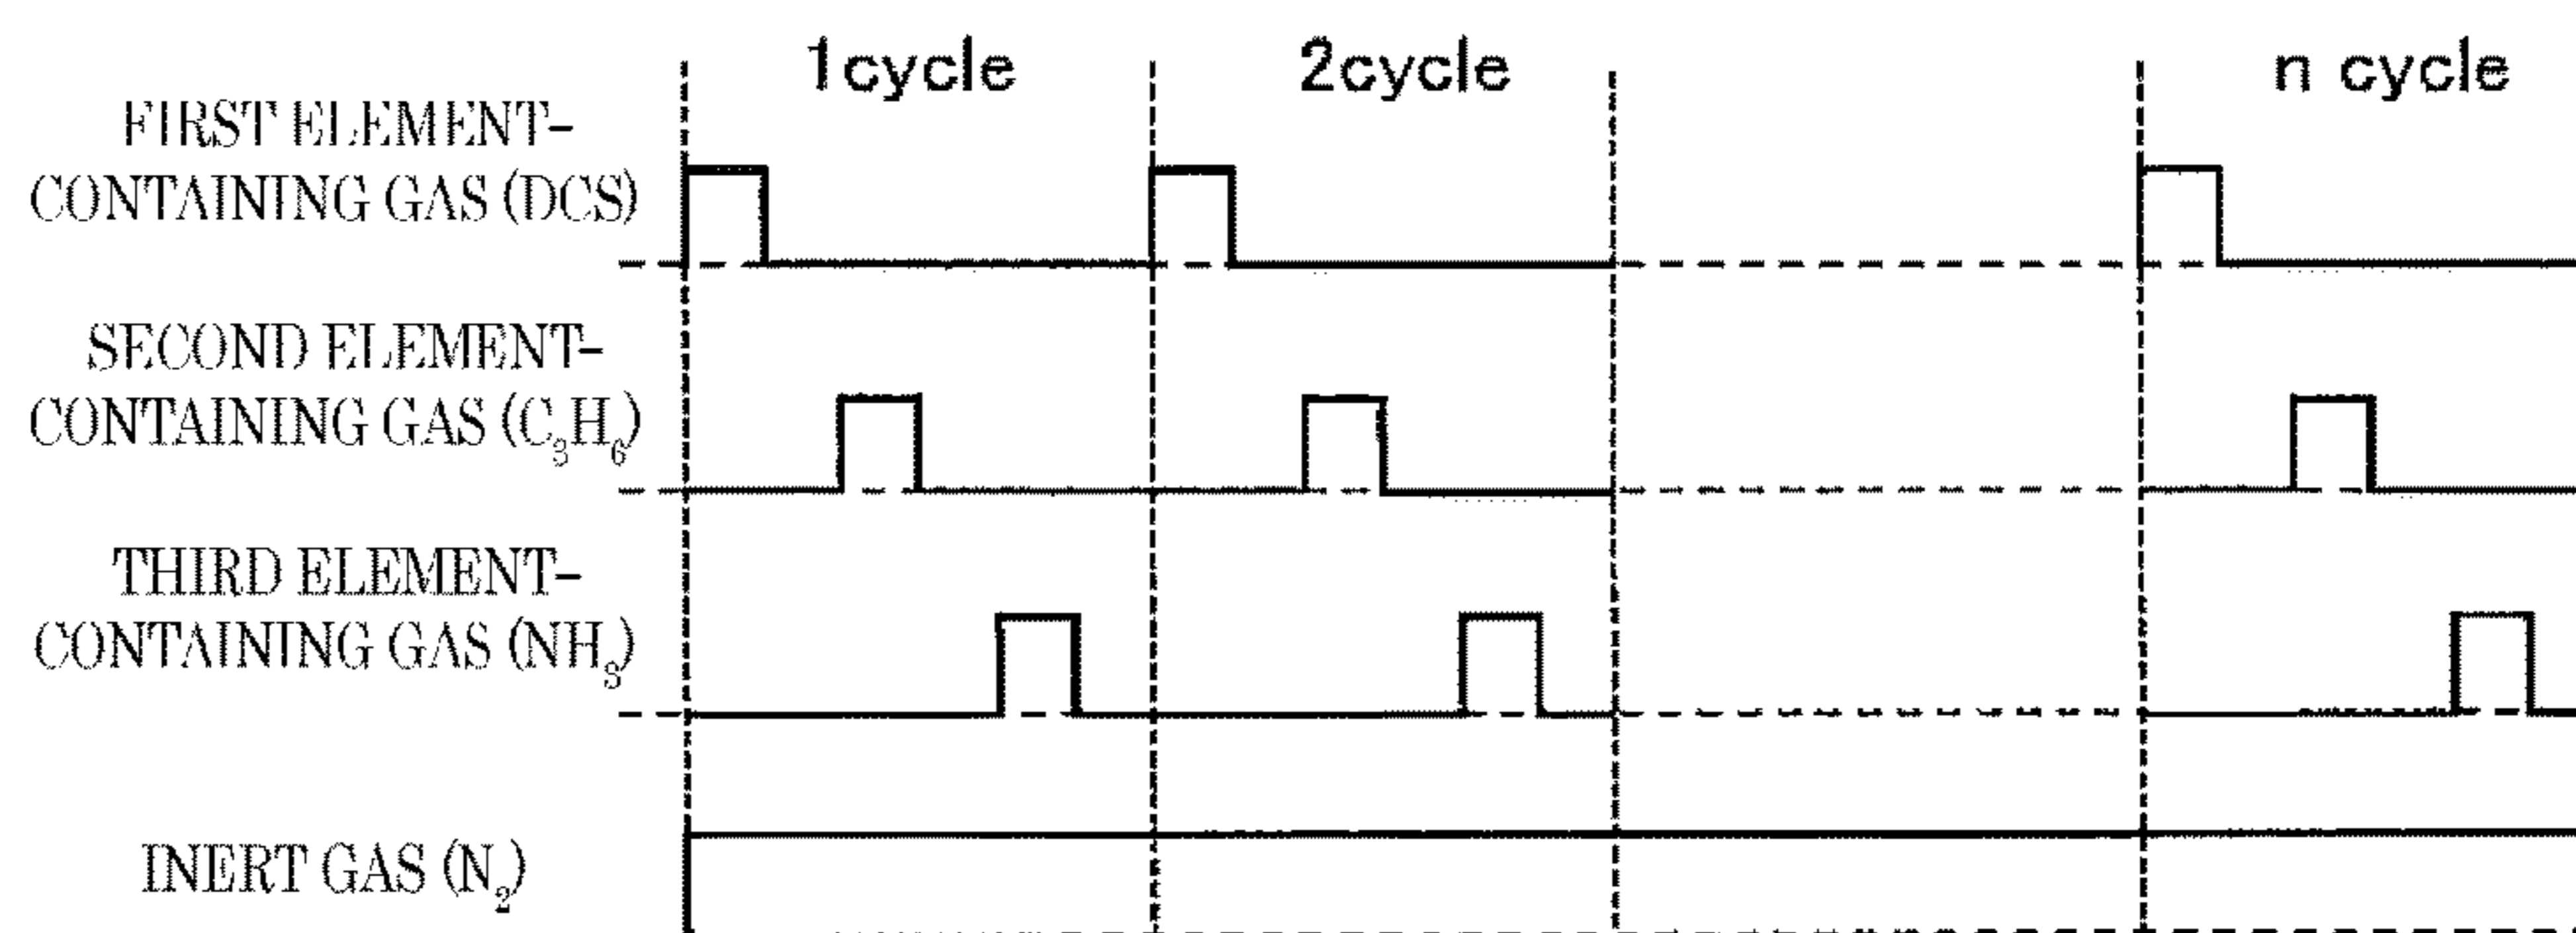 1cycle 2cycle n cycle
FIRST ELEMENT-
CONTAINING GAS (DCS)
SECOND ELEMENT-
CONTAINING GAS (C₃H₆)
THIRD ELEMENT-
CONTAINING GAS (NH₃)
INERT GAS (N₂)